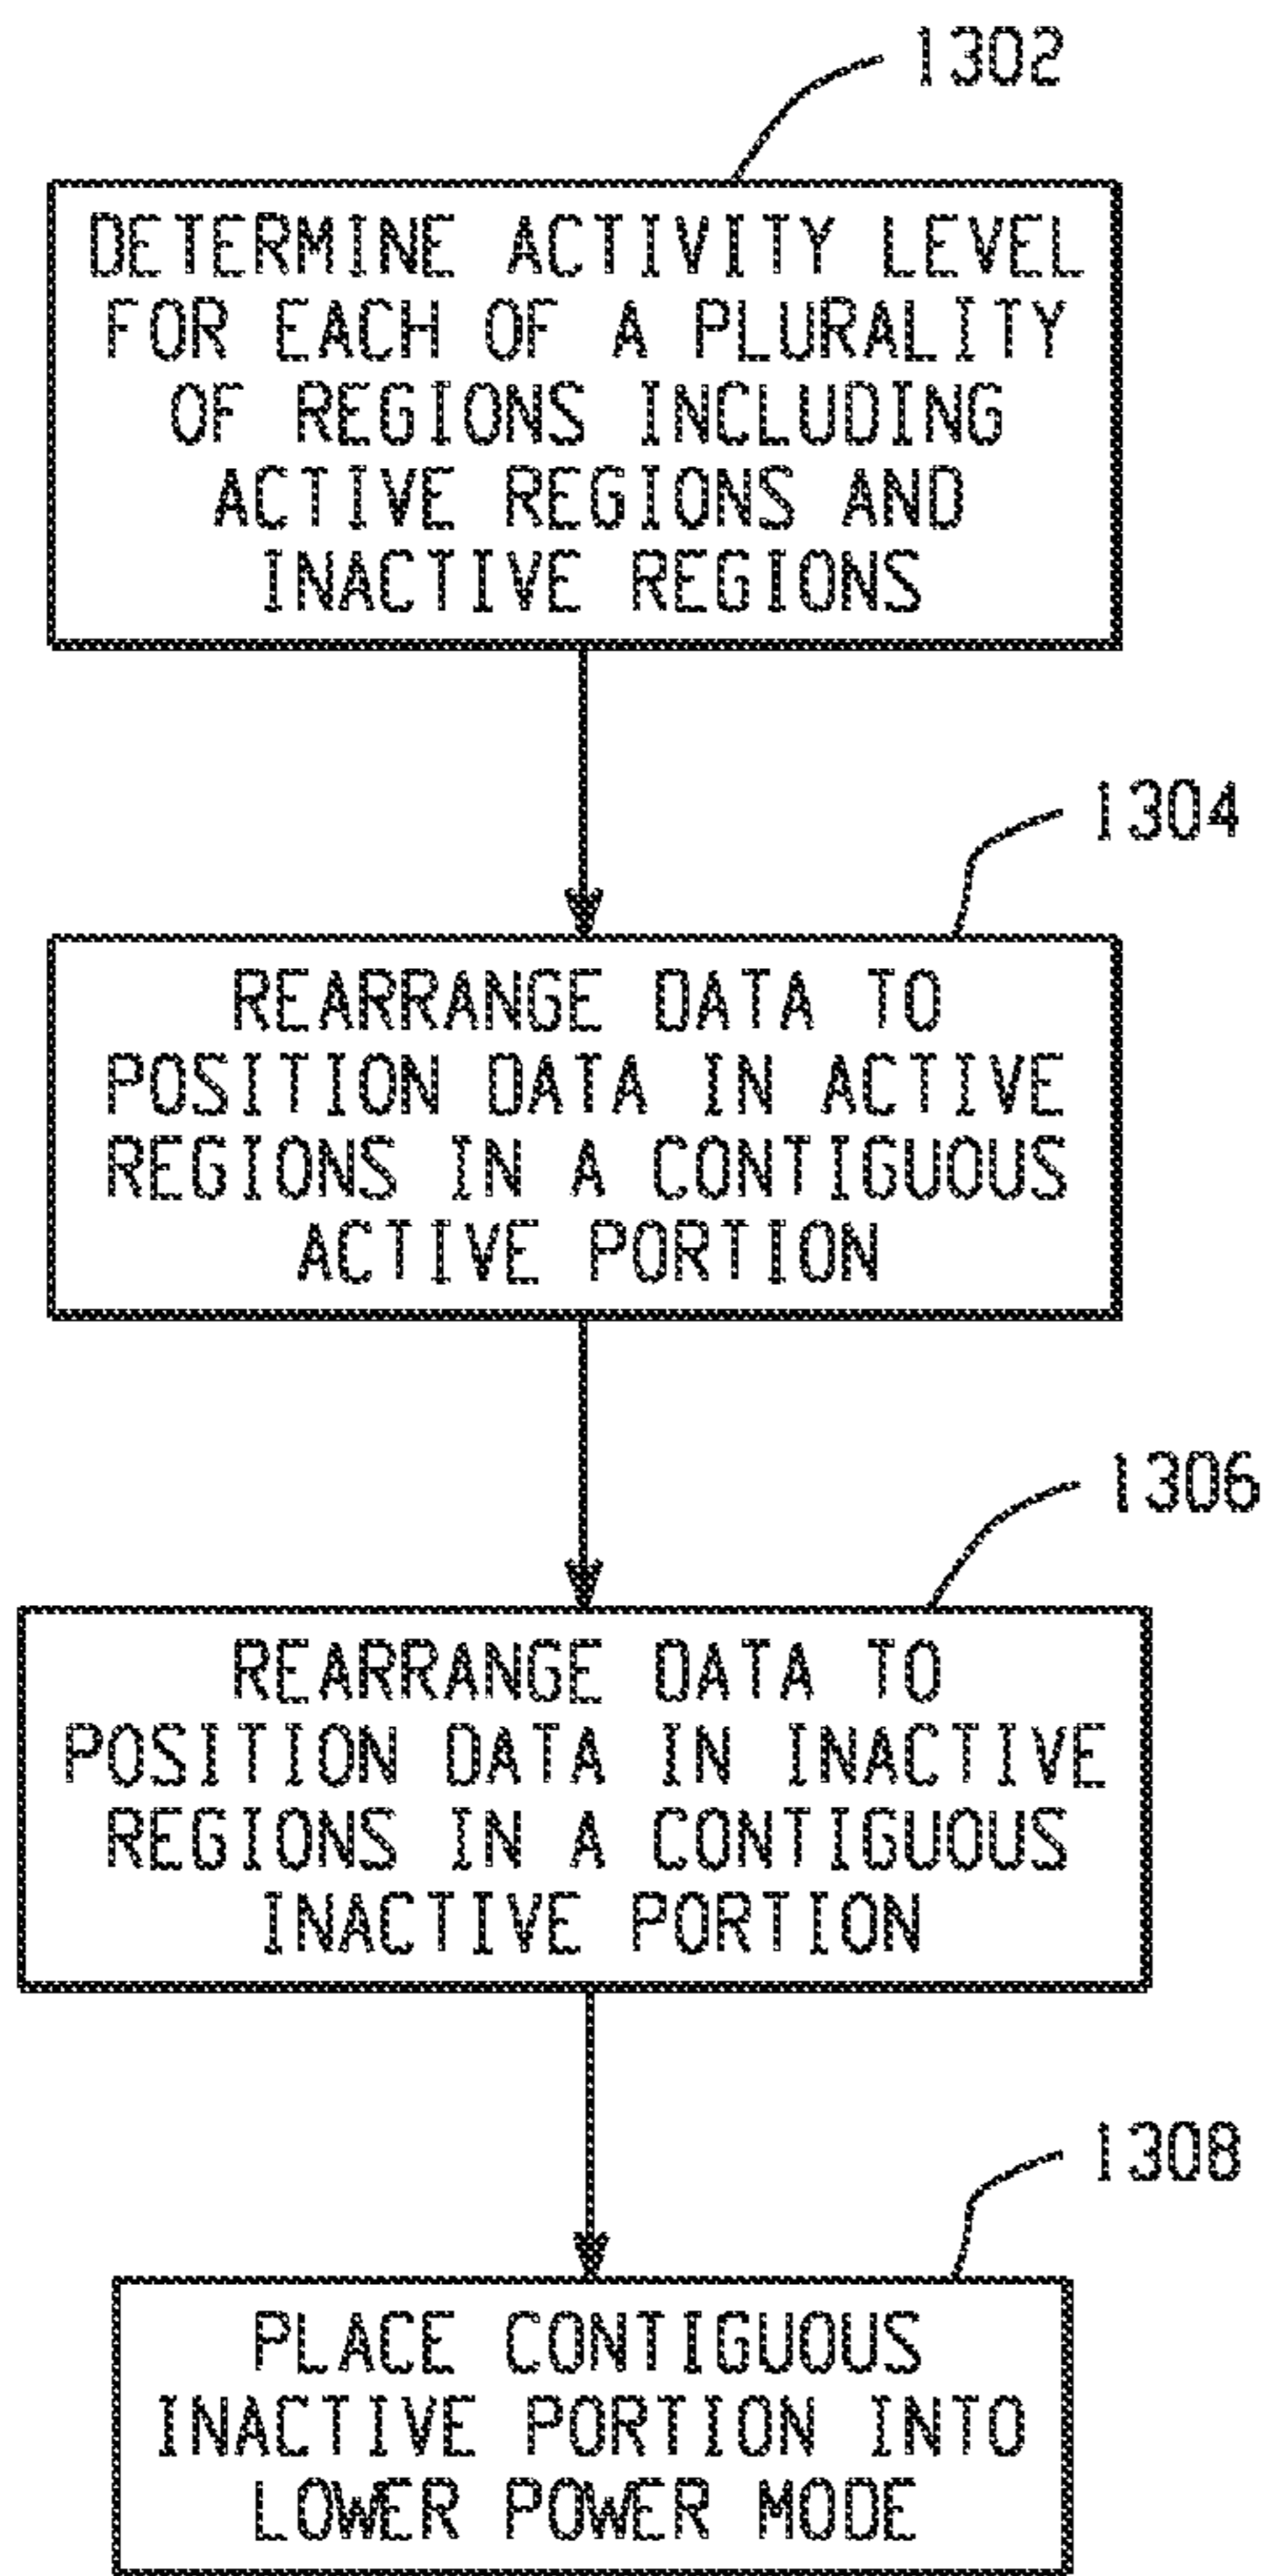 1302
DETERMINE ACTIVITY LEVEL
FOR EACH OF A PLURALITY
OF REGIONS INCLUDING
ACTIVE REGIONS AND
INACTIVE REGIONS
1304
REARRANGE DATA TO
POSITION DATA IN ACTIVE
REGIONS IN A CONTIGUOUS
ACTIVE PORTION
1306
REARRANGE DATA TO
POSITION DATA IN INACTIVE
REGIONS IN A CONTIGUOUS
INACTIVE PORTION
1308
PLACE CONTIGUOUS
INACTIVE PORTION INTO
LOWER POWER MODE